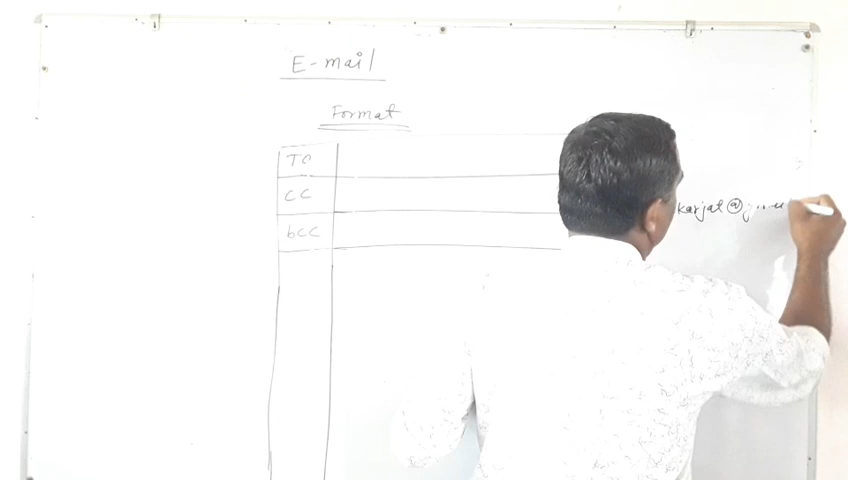 E-mail
Format
TO
CC
bCC
karjat@